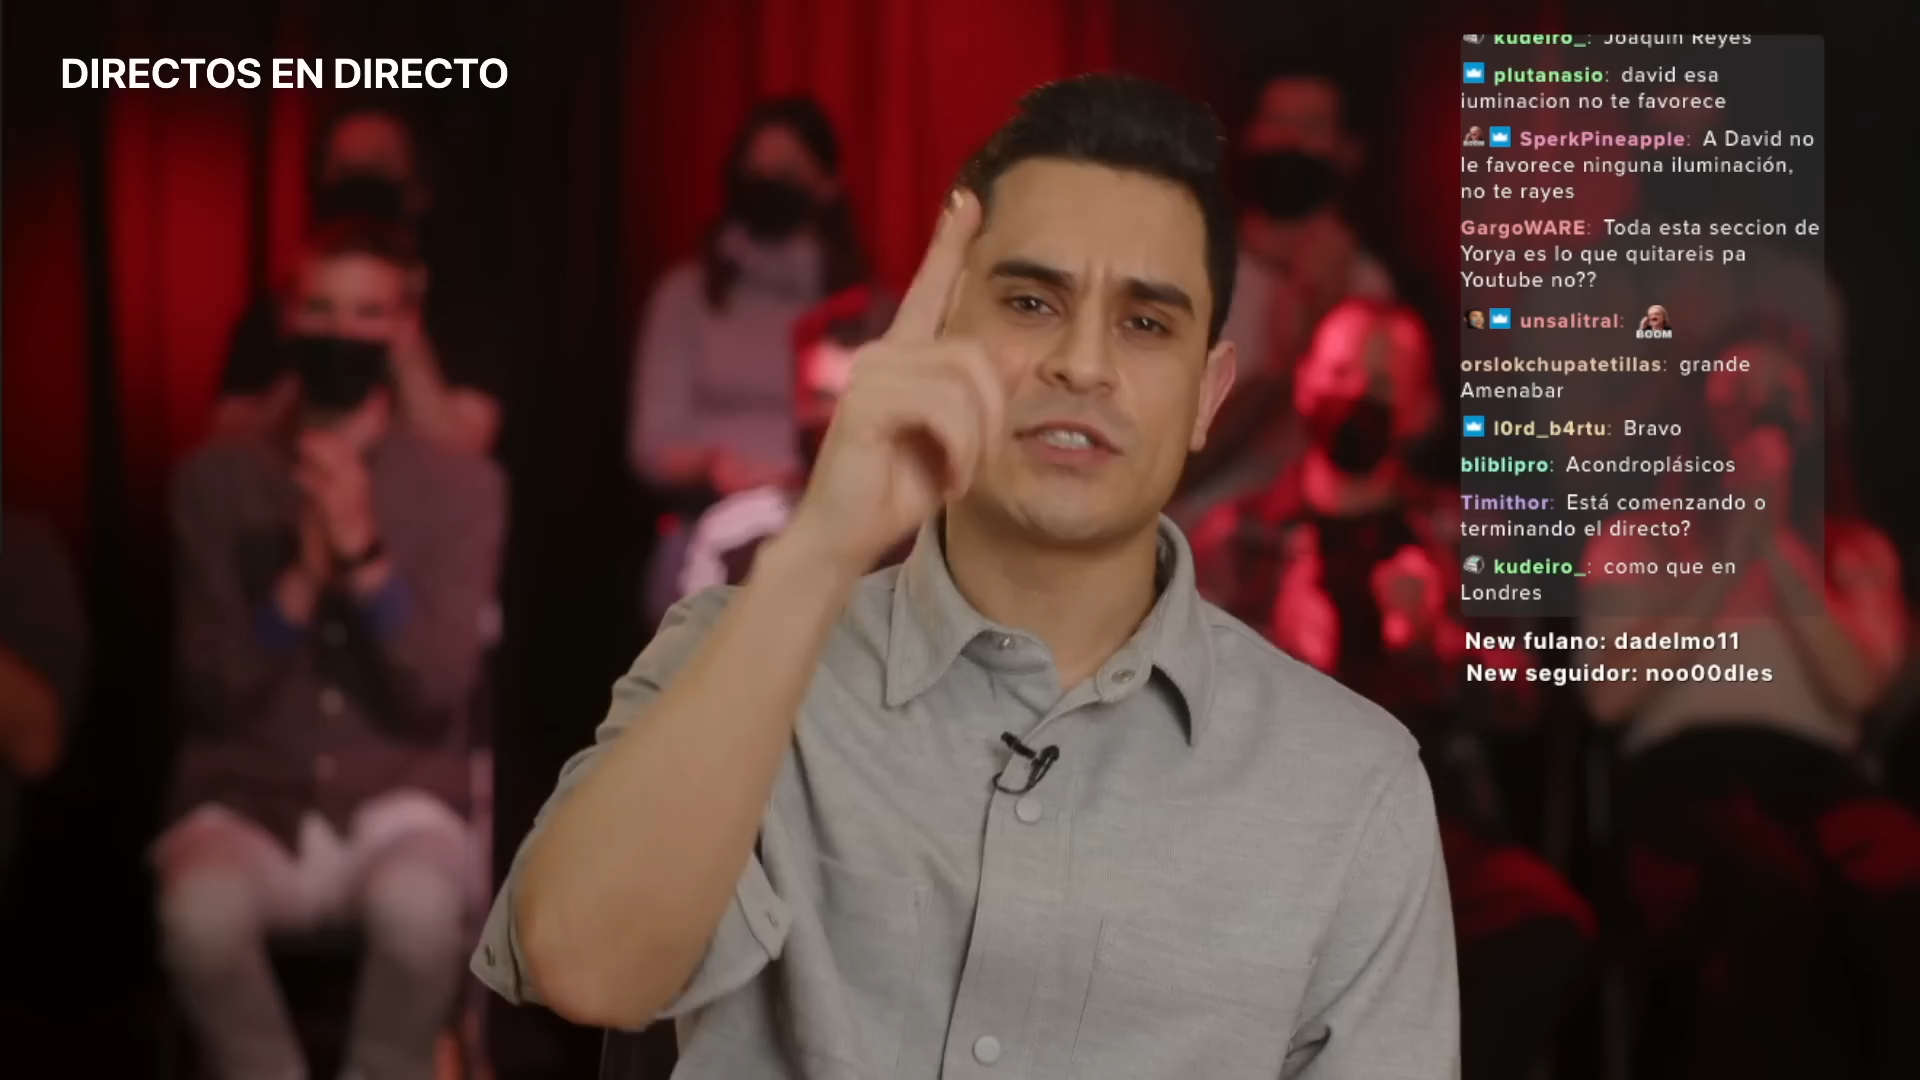 DIRECTOS EN DIRECTO
kudeiro_: Joaquin Reyes
plutanasio: david esa
iuminacion no te favorece
SperkPineapple: A David no
le favorece ninguna iluminación,
no te rayes
GargoWARE: Toda esta seccion de
Yorya es lo que quitareis pa
Youtube no??
unsalitral:
BOOM
orslokchupatetillas: grande
Amenabar
l0rd_b4rtu: Bravo
bliblipro: Acondroplásicos
Timithor: Está comenzando o
terminando el directo?
kudeiro_: como que en
Londres
New fulano: dadelmo11
New seguidor: noo00dles